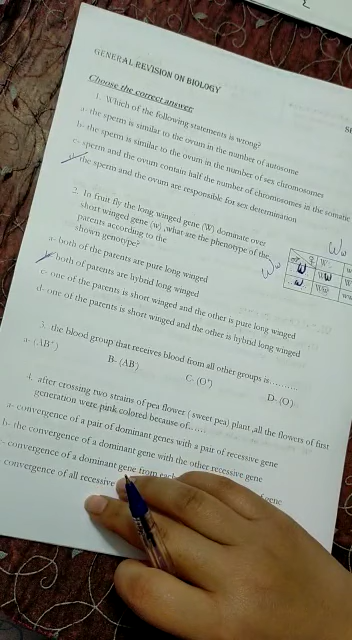 GENERAL REVISION ON BIOLOGY
Choose the correct answer:
1. Which of the following statements is wrong?
a- the sperm is similar to the ovum in the number of autosome
b- the sperm is similar to the ovum in the number of sex chromosomes
c- sperm and the ovum contain half the number of chromosomes in the somatic
the sperm and the ovum are responsible for sex determination
2. In fruit fly the long winged gene (W) dominate over
short winged gene (w) ,what are the phenotype of the
parents according to the
shown genotype?
a- both of the parents are pure long winged
both of parents are hybrid long winged
c- one of the parents is short winged and the other is pure long winged
d- one of the parents is short winged and the other is hybrid long winged
3. the blood group that receives blood from all other groups is ..........
a- (AB⁺)
B- (AB⁻)
C- (O⁺)
D- (O⁻)
4. after crossing two strains of pea flower ( sweet pea) plant ,all the flowers of first
generation were pink colored because of......
a- convergence of a pair of dominant genes with a pair of recessive gene
b- the convergence of a dominant gene with the other recessive gene
convergence of a dominant gene from each
gene
convergence of all recessive
Ww
Ww
W
W